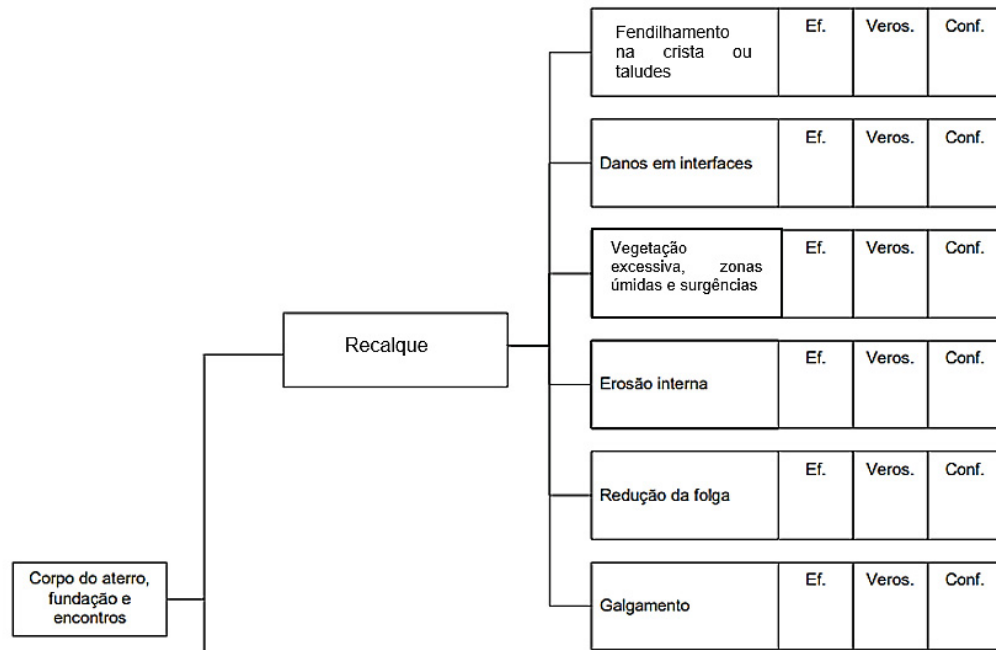 Fendilhamento
na crista ou
taludes
Ef. Veros. Conf.
Danos em interfaces
Ef. Veros. Conf.
Vegetação
excessiva, zonas
úmidas e surgências
Ef. Veros. Conf.
Recalque
Erosão interna
Ef. Veros. Conf.
Redução da folga
Ef. Veros. Conf.
Corpo do aterro,
fundação e
encontros
Galgamento
Ef. Veros. Conf.